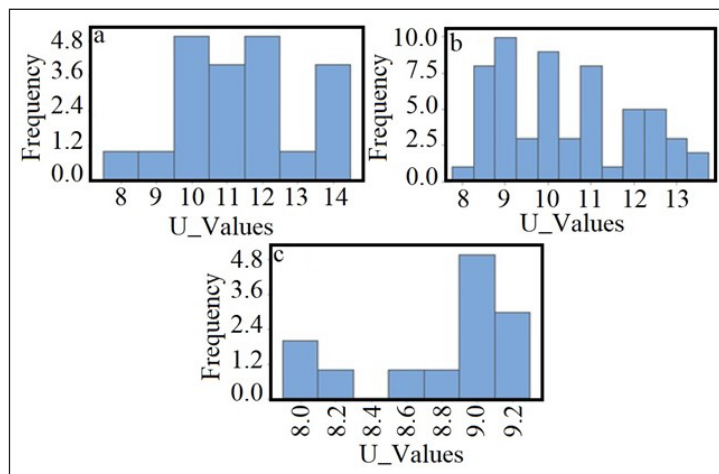 a
Frequency
4.8
3.6
2.4
1.2
0.0
8 9 10 11 12 13 14
U_Values
b
Frequency
10.0
7.5
5.0
2.5
0.0
8 9 10 11 12 13
U_Values
c
Frequency
4.8
3.6
2.4
1.2
0.0
8.0 8.2 8.4 8.6 8.8 9.0 9.2
U_Values